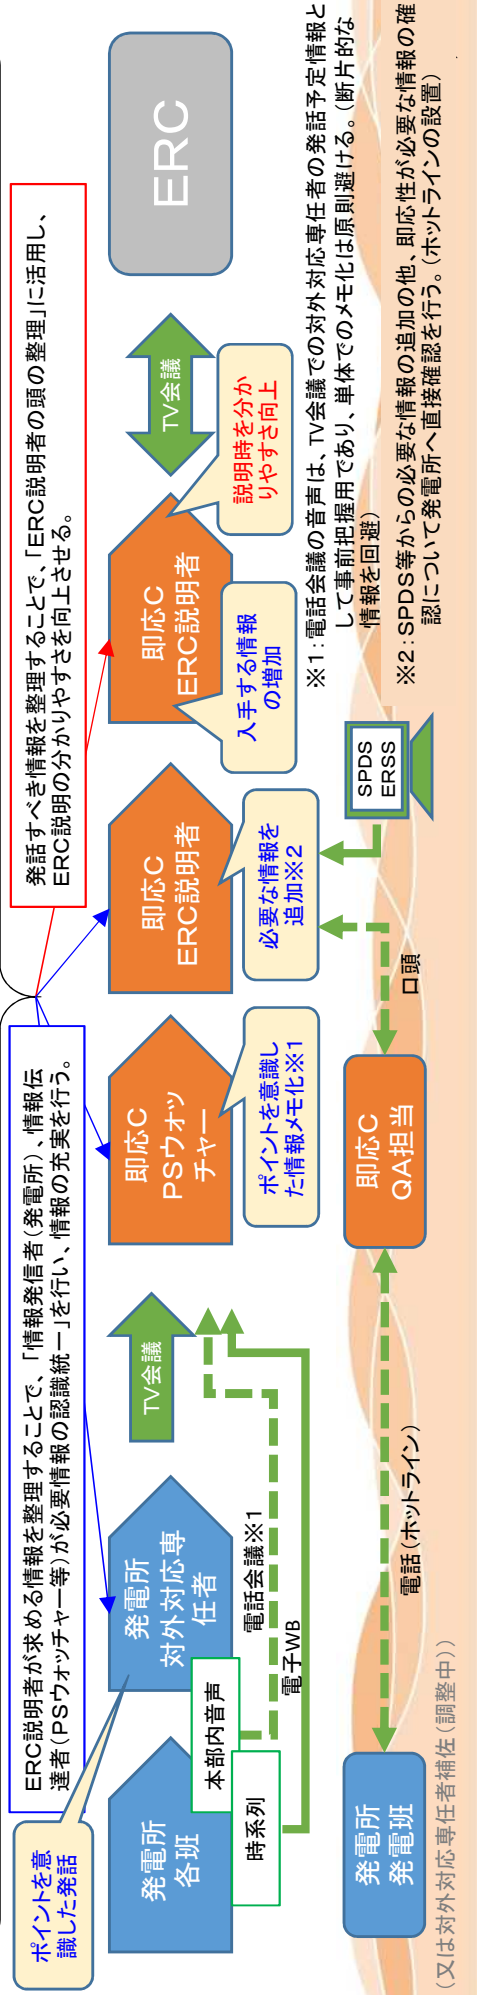 ERC説明者が求める情報を整理することで、「情報発信者(発電所)、情報伝
達者(PSウォッチャー等)が必要情報の認識統一」を行い、情報の充実を行う。
発話すべき情報を整理することで、「ERC説明者の頭の整理」に活用し、
ERC説明の分かりやすさを向上させる。
ポイントを意
識した発話
発電所
各班
本部内音声
時系列
発電所
対外対応専
任者
TV会議
電話会議※1
電子WB
即応C
PSウォッ
チャー
ポイントを意識し
た情報メモ化※1
即応C
ERC説明者
必要な情報を
追加※2
即応C
ERC説明者
入手する情報
の増加
説明時を分か
りやすさ向上
TV会議
ERC
発電所
発電班
(又は対外対応専任者補佐(調整中))
電話(ホットライン)
即応C
QA担当
口頭
SPDS
ERSS
※1:電話会議の音声は、TV会議での対外対応専任者の発話予定情報と
して事前把握用であり、単体でのメモ化は原則避ける。(断片的な
情報を回避)
※2:SPDS等からの必要な情報の追加の他、即応性が必要な情報の確
認について発電所へ直接確認を行う。(ホットラインの設置)